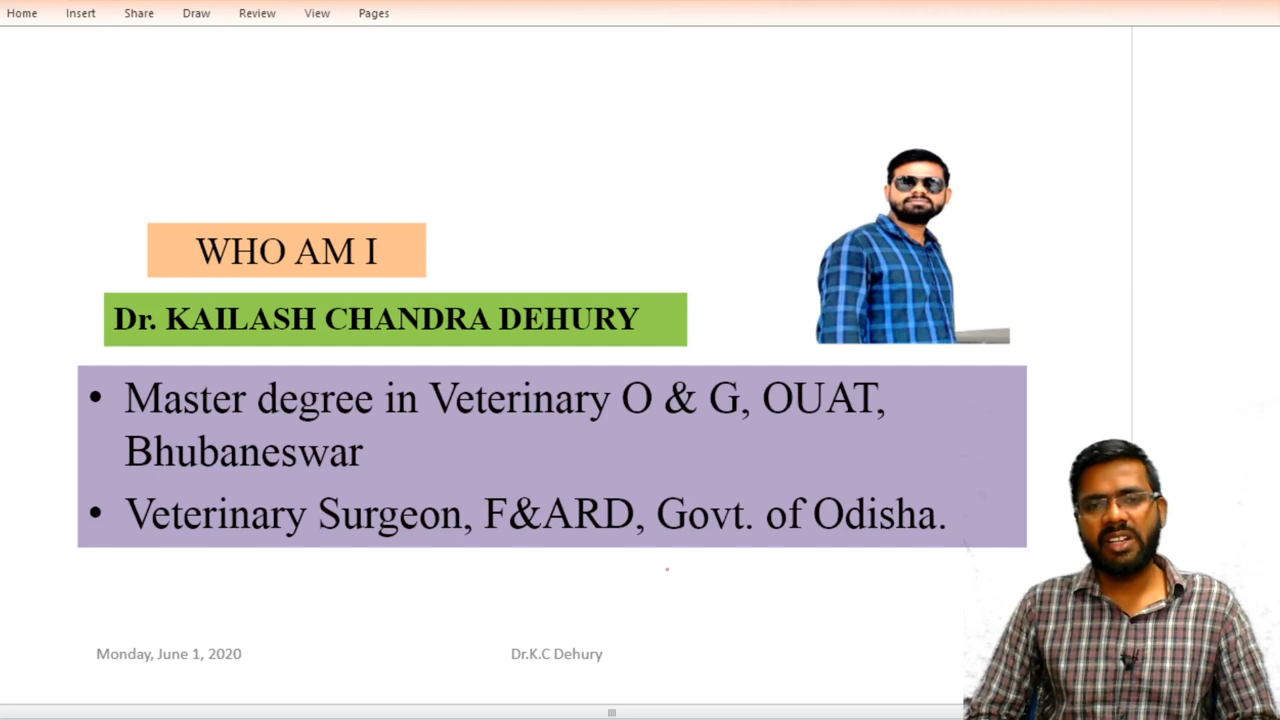 Home Insert Share Draw Review View Pages
WHO AM I
Dr. KAILASH CHANDRA DEHURY
• Master degree in Veterinary O & G, OUAT,
Bhubaneswar
• Veterinary Surgeon, F&ARD, Govt. of Odisha.
Monday, June 1, 2020 Dr.K.C Dehury